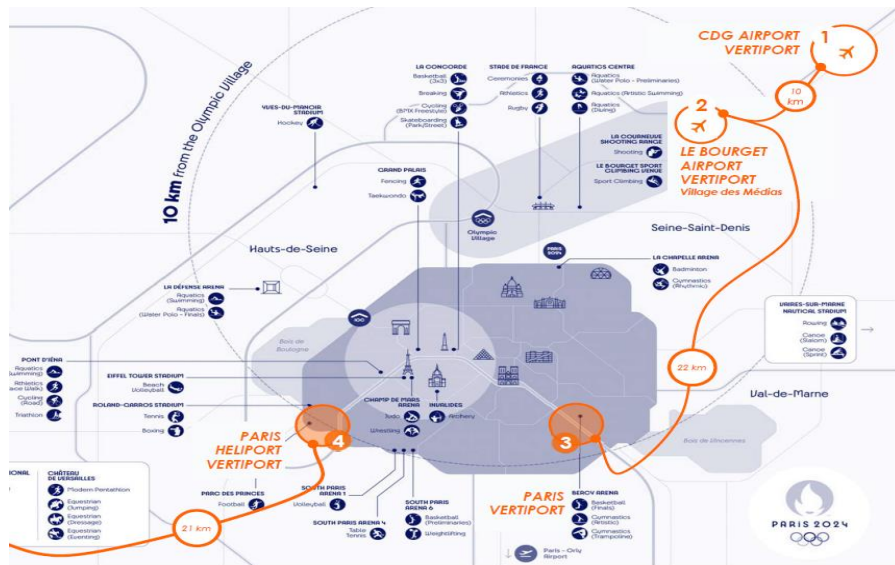 CDG AIRPORT
VERTIPORT
1
10
km
2
LE BOURGET
AIRPORT
VERTIPORT
Village des Médias
10 km from the Olympic Village
YVES-DU-MANOIR
STADIUM
Hockey
LA CONCORDE
Basketball
(3x3)
Breaking
Cycling
(BMX Freestyle)
Skateboarding
(Park/Street)
STADE DE FRANCE
Ceremonies
Athletics
Rugby
AQUATICS CENTRE
Aquatics
(Water Polo - Preliminaries)
Aquatics (Artistic Swimming)
Aquatics
(Diving)
LA COURNEUVE
SHOOTING RANGE
Shooting
LE BOURGET SPORT
CLIMBING VENUE
Sport Climbing
GRAND PALAIS
Fencing
Taekwondo
Olympic
Village
Hauts-de-Seine
Seine-Saint-Denis
PARIS
2024
LA CHAPELLE ARENA
Badminton
Gymnastics
(Rhythmic)
LA DÉFENSE ARENA
Aquatics
(Swimming)
Aquatics
(Water Polo - Finals)
Bois de
Boulogne
VAIRES-SUR-MARNE
NAUTICAL STADIUM
Rowing
Canoe
(Slalom)
Canoe
(Sprint)
PONT D'IÉNA
Aquatics
Swimming)
Athletics
ace Walk)
Cycling
(Road)
Triathlon
EIFFEL TOWER STADIUM
Beach
Volleyball
ROLAND-GARROS STADIUM
Tennis
Boxing
CHAMP DE MARS
ARENA
Judo
Wrestling
INVALIDES
Archery
22 km
Val-de-Marne
Bois de Vincennes
PARIS
HELIPORT
VERTIPORT
4
3
PARIS
VERTIPORT
BERCY ARENA
Basketball
(Finals)
Gymnastics
(Artistic)
Gymnastics
(Trampoline)
IONAL
CHÂTEAU
DE VERSAILLES
Modern Pentathlon
Equestrian
(Jumping)
Equestrian
(Dressage)
Equestrian
(Eventing)
21 km
PARC DES PRINCES
Football
SOUTH PARIS
ARENA 1
Volleyball
SOUTH PARIS ARENA 4
Table
Tennis
SOUTH PARIS
ARENA 6
Basketball
(Preliminaries)
Weightlifting
Paris - Orly
Airport
PARIS 2024